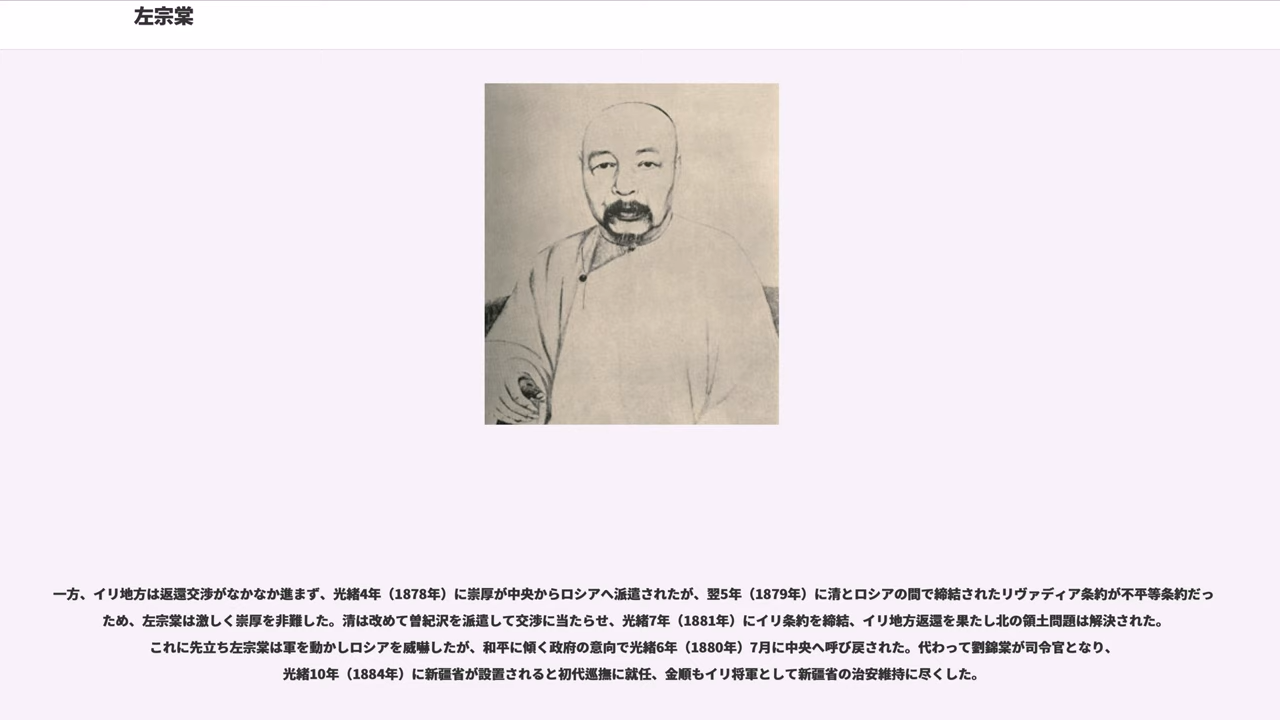 左宗棠
一方、イリ地方は返還交渉がなかなか進まず、光緒4年（1878年）に崇厚が中央からロシアへ派遣されたが、翌5年（1879年）に清とロシアの間で締結されたリヴァディア条約が不平等条約だっ
ため、左宗棠は激しく崇厚を非難した。清は改めて曽紀沢を派遣して交渉に当たらせ、光緒7年（1881年）にイリ条約を締結、イリ地方返還を果たし北の領土問題は解決された。
これに先立ち左宗棠は軍を動かしロシアを威嚇したが、和平に傾く政府の意向で光緒6年（1880年）7月に中央へ呼び戻された。代わって劉錦棠が司令官となり、
光緒10年（1884年）に新疆省が設置されると初代巡撫に就任、金順もイリ将軍として新疆省の治安維持に尽くした。